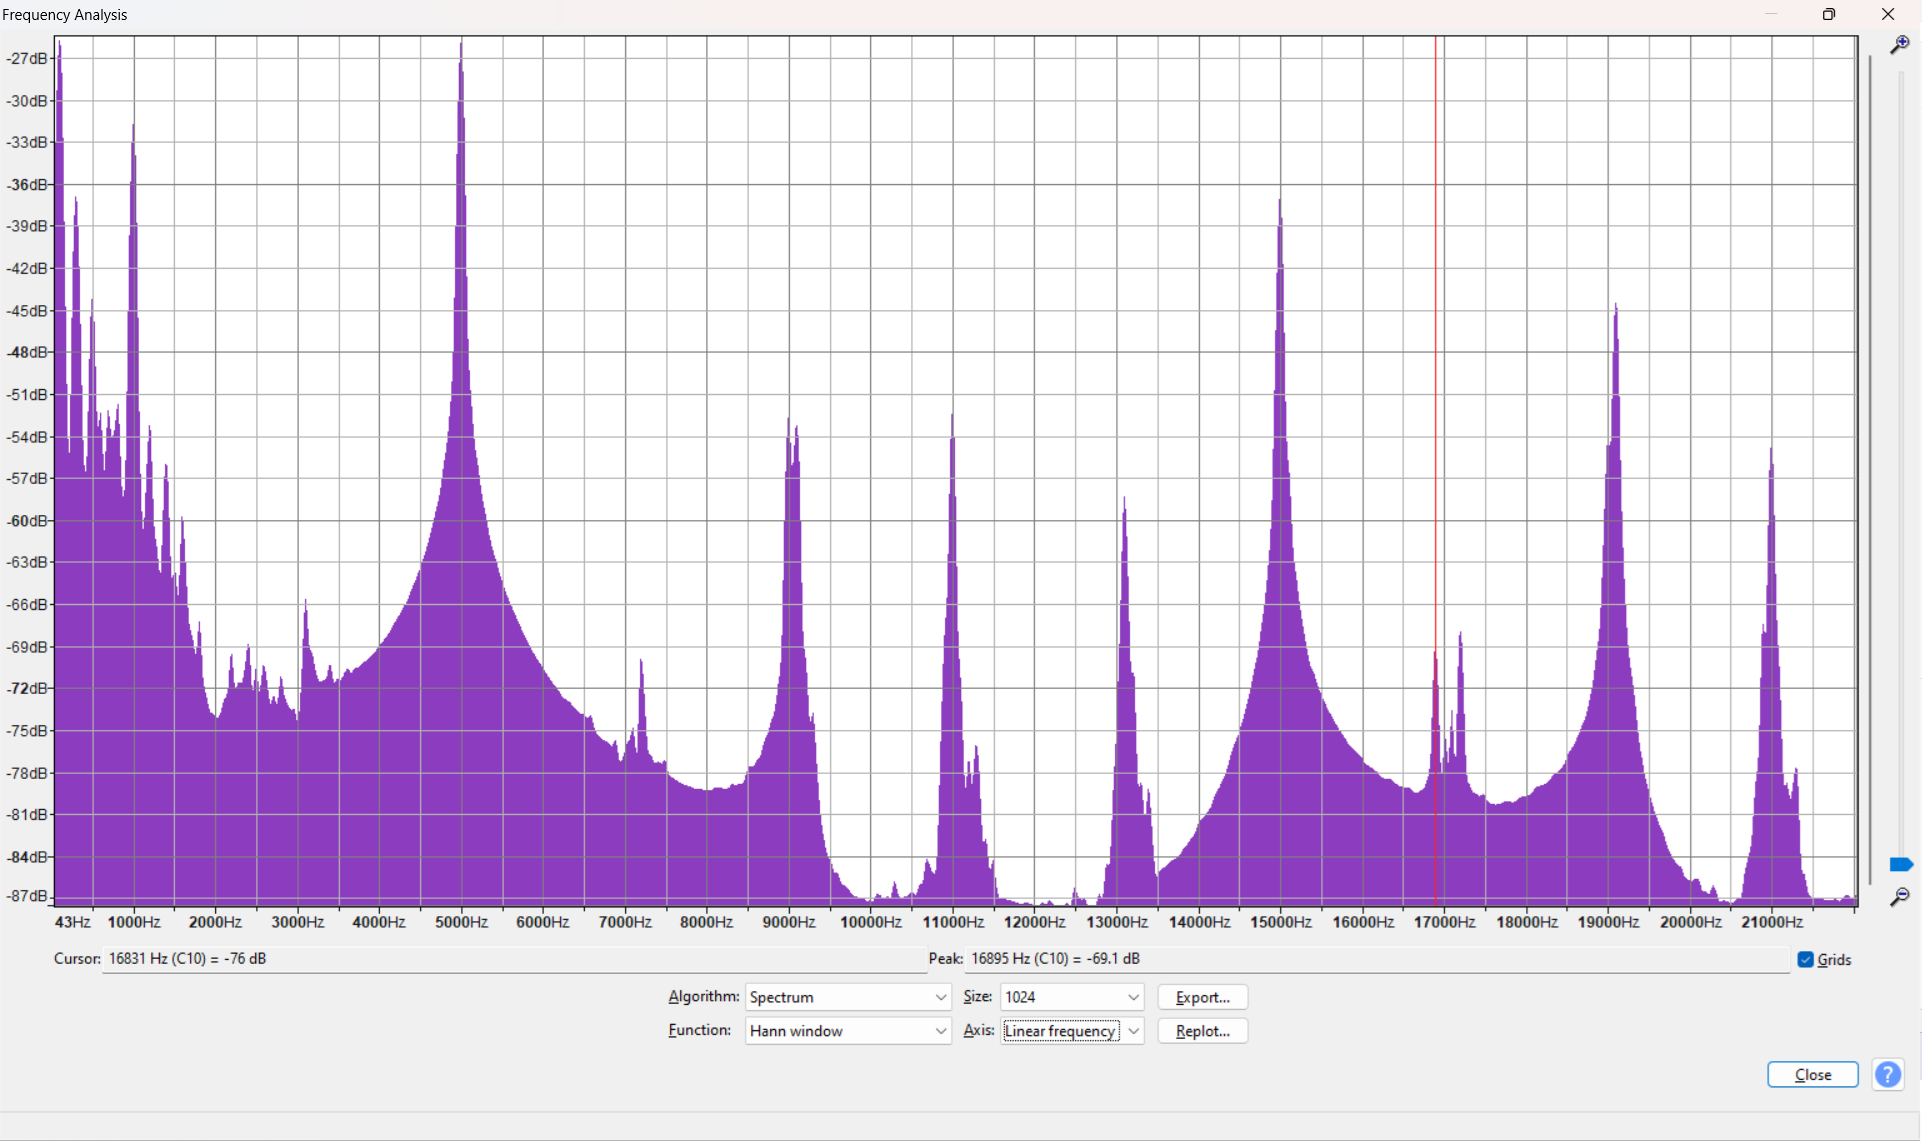 Frequency Analysis
-27dB
-30dB
-33dB
-36dB
-39dB
-42dB
-45dB
-48dB
-51dB
-54dB
-57dB
-60dB
-63dB
-66dB
-69dB
-72dB
-75dB
-78dB
-81dB
-84dB
-87dB
43Hz 1000Hz 2000Hz 3000Hz 4000Hz 5000Hz 6000Hz 7000Hz 8000Hz 9000Hz 10000Hz 11000Hz 12000Hz 13000Hz 14000Hz 15000Hz 16000Hz 17000Hz 18000Hz 19000Hz 20000Hz 21000Hz
Cursor: 16831 Hz (C10) = -76 dB Peak: 16895 Hz (C10) = -69.1 dB Grids
Algorithm: Spectrum Size: 1024 Export...
Function: Hann window Axis: Linear frequency Replot...
Close ?